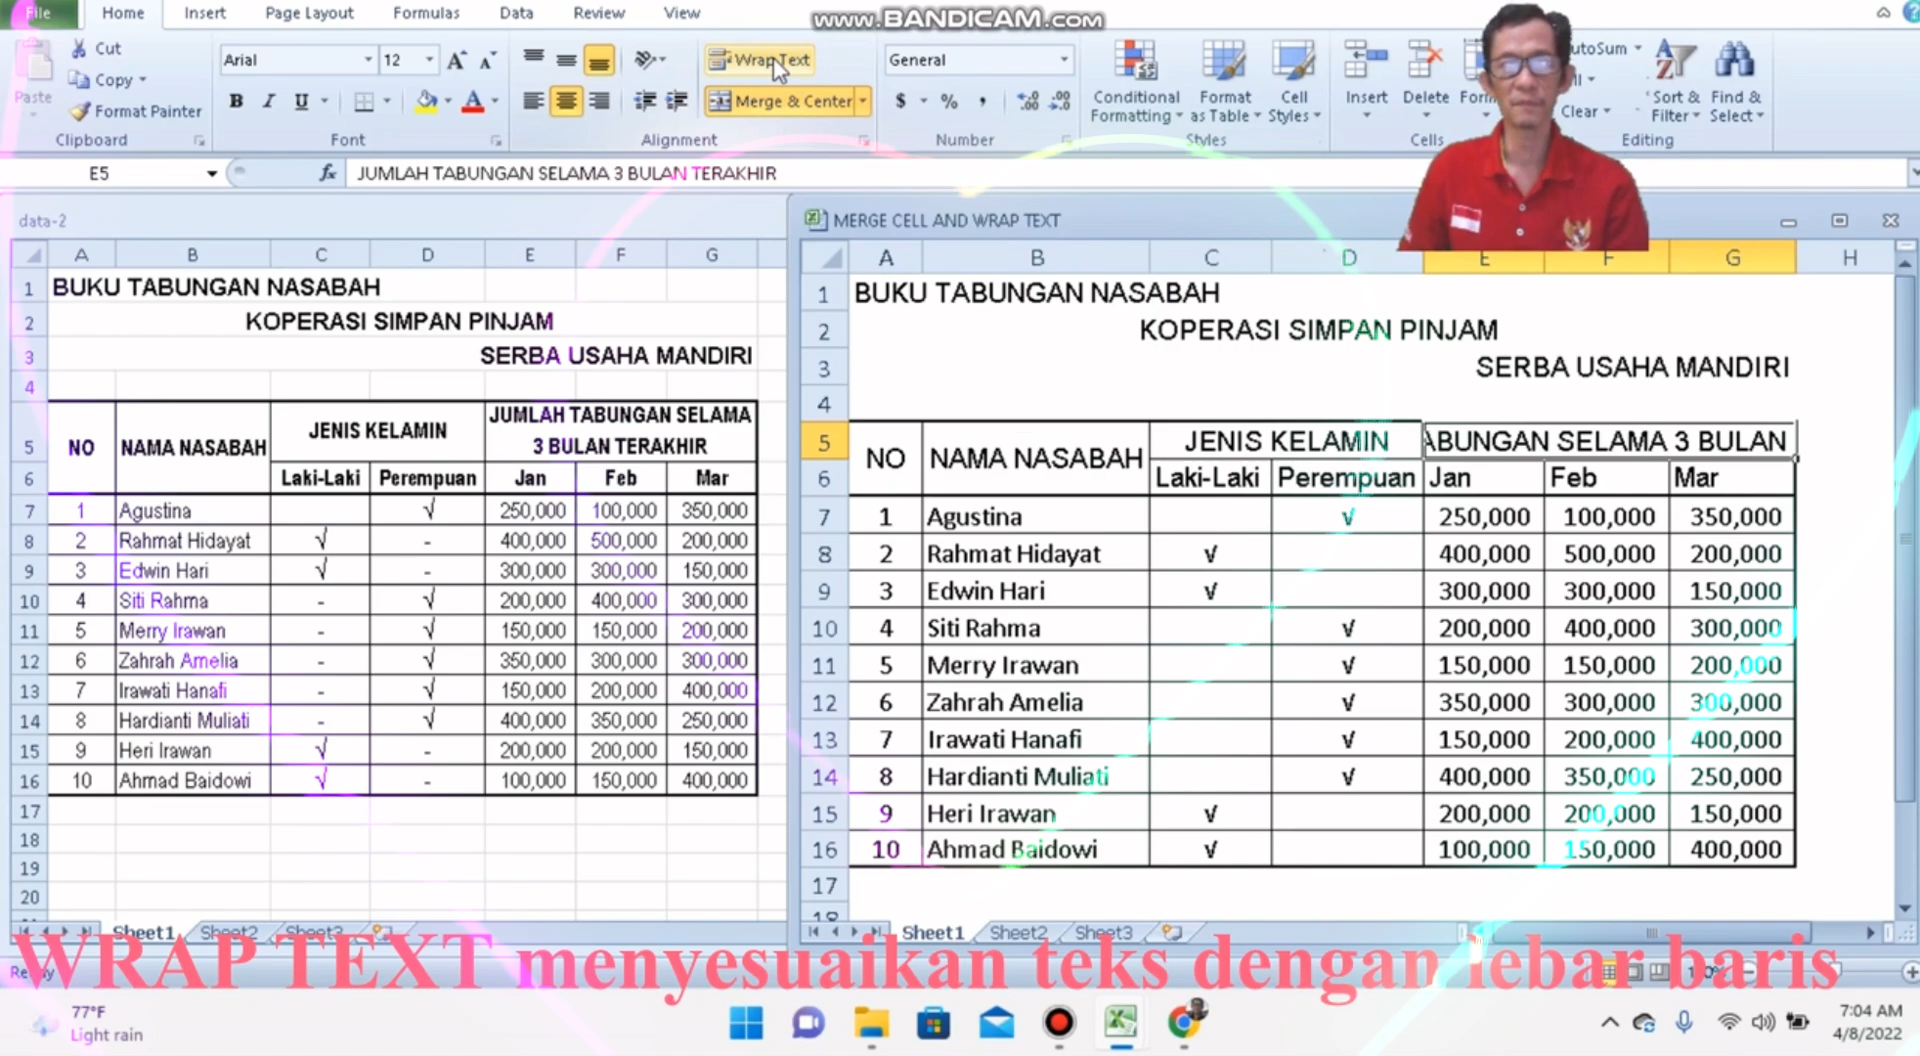 File Home Insert Page Layout Formulas Data Review View
www.BANDICAM.com
Cut
Copy
Format Painter
Paste
Clipboard
Arial 12
B I U
Font
Wrap Text
Merge & Center
Alignment
General
$ % ,
Number
Conditional Formatting
Format as Table
Cell Styles
Styles
Insert Delete Form
Cells
utoSum
Clear
Sort & Filter
Find & Select
Editing
E5 fx JUMLAH TABUNGAN SELAMA 3 BULAN TERAKHIR
data-2
A B C D E F G
1 BUKU TABUNGAN NASABAH
2 KOPERASI SIMPAN PINJAM
3 SERBA USAHA MANDIRI
4
5 NO NAMA NASABAH JENIS KELAMIN JUMLAH TABUNGAN SELAMA
3 BULAN TERAKHIR
6 Laki-Laki Perempuan Jan Feb Mar
7 1 Agustina √ 250,000 100,000 350,000
8 2 Rahmat Hidayat √ - 400,000 500,000 200,000
9 3 Edwin Hari √ - 300,000 300,000 150,000
10 4 Siti Rahma - √ 200,000 400,000 300,000
11 5 Merry Irawan - √ 150,000 150,000 200,000
12 6 Zahrah Amelia - √ 350,000 300,000 300,000
13 7 Irawati Hanafi - √ 150,000 200,000 400,000
14 8 Hardianti Muliati - √ 400,000 350,000 250,000
15 9 Heri Irawan √ - 200,000 200,000 150,000
16 10 Ahmad Baidowi √ - 100,000 150,000 400,000
17
18
19
20
Sheet1 Sheet2 Sheet3
MERGE CELL AND WRAP TEXT
A B C D E F G H
1 BUKU TABUNGAN NASABAH
2 KOPERASI SIMPAN PINJAM
3 SERBA USAHA MANDIRI
4
5 NO NAMA NASABAH JENIS KELAMIN ABUNGAN SELAMA 3 BULAN
6 Laki-Laki Perempuan Jan Feb Mar
7 1 Agustina √ 250,000 100,000 350,000
8 2 Rahmat Hidayat √ 400,000 500,000 200,000
9 3 Edwin Hari √ 300,000 300,000 150,000
10 4 Siti Rahma √ 200,000 400,000 300,000
11 5 Merry Irawan √ 150,000 150,000 200,000
12 6 Zahrah Amelia √ 350,000 300,000 300,000
13 7 Irawati Hanafi √ 150,000 200,000 400,000
14 8 Hardianti Muliati √ 400,000 350,000 250,000
15 9 Heri Irawan √ 200,000 200,000 150,000
16 10 Ahmad Baidowi √ 100,000 150,000 400,000
17
18
Sheet1 Sheet2 Sheet3
WRAP TEXT menyesuaikan teks dengan lebar baris
77°F
Light rain
7:04 AM
4/8/2022